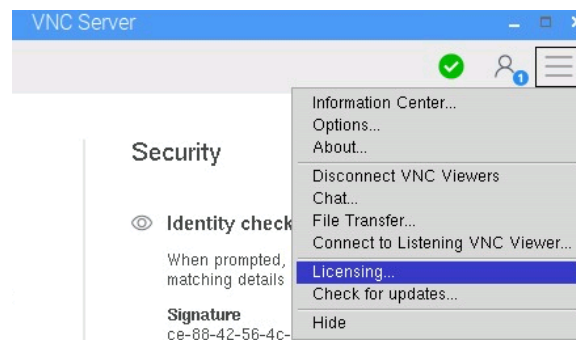 VNC Server
1
Information Center...
Options...
About...
Disconnect VNC Viewers
Chat...
File Transfer...
Connect to Listening VNC Viewer...
Licensing...
Check for updates...
Hide
Security
Identity check
When prompted,
matching details
Signature
ce-88-42-56-4c-